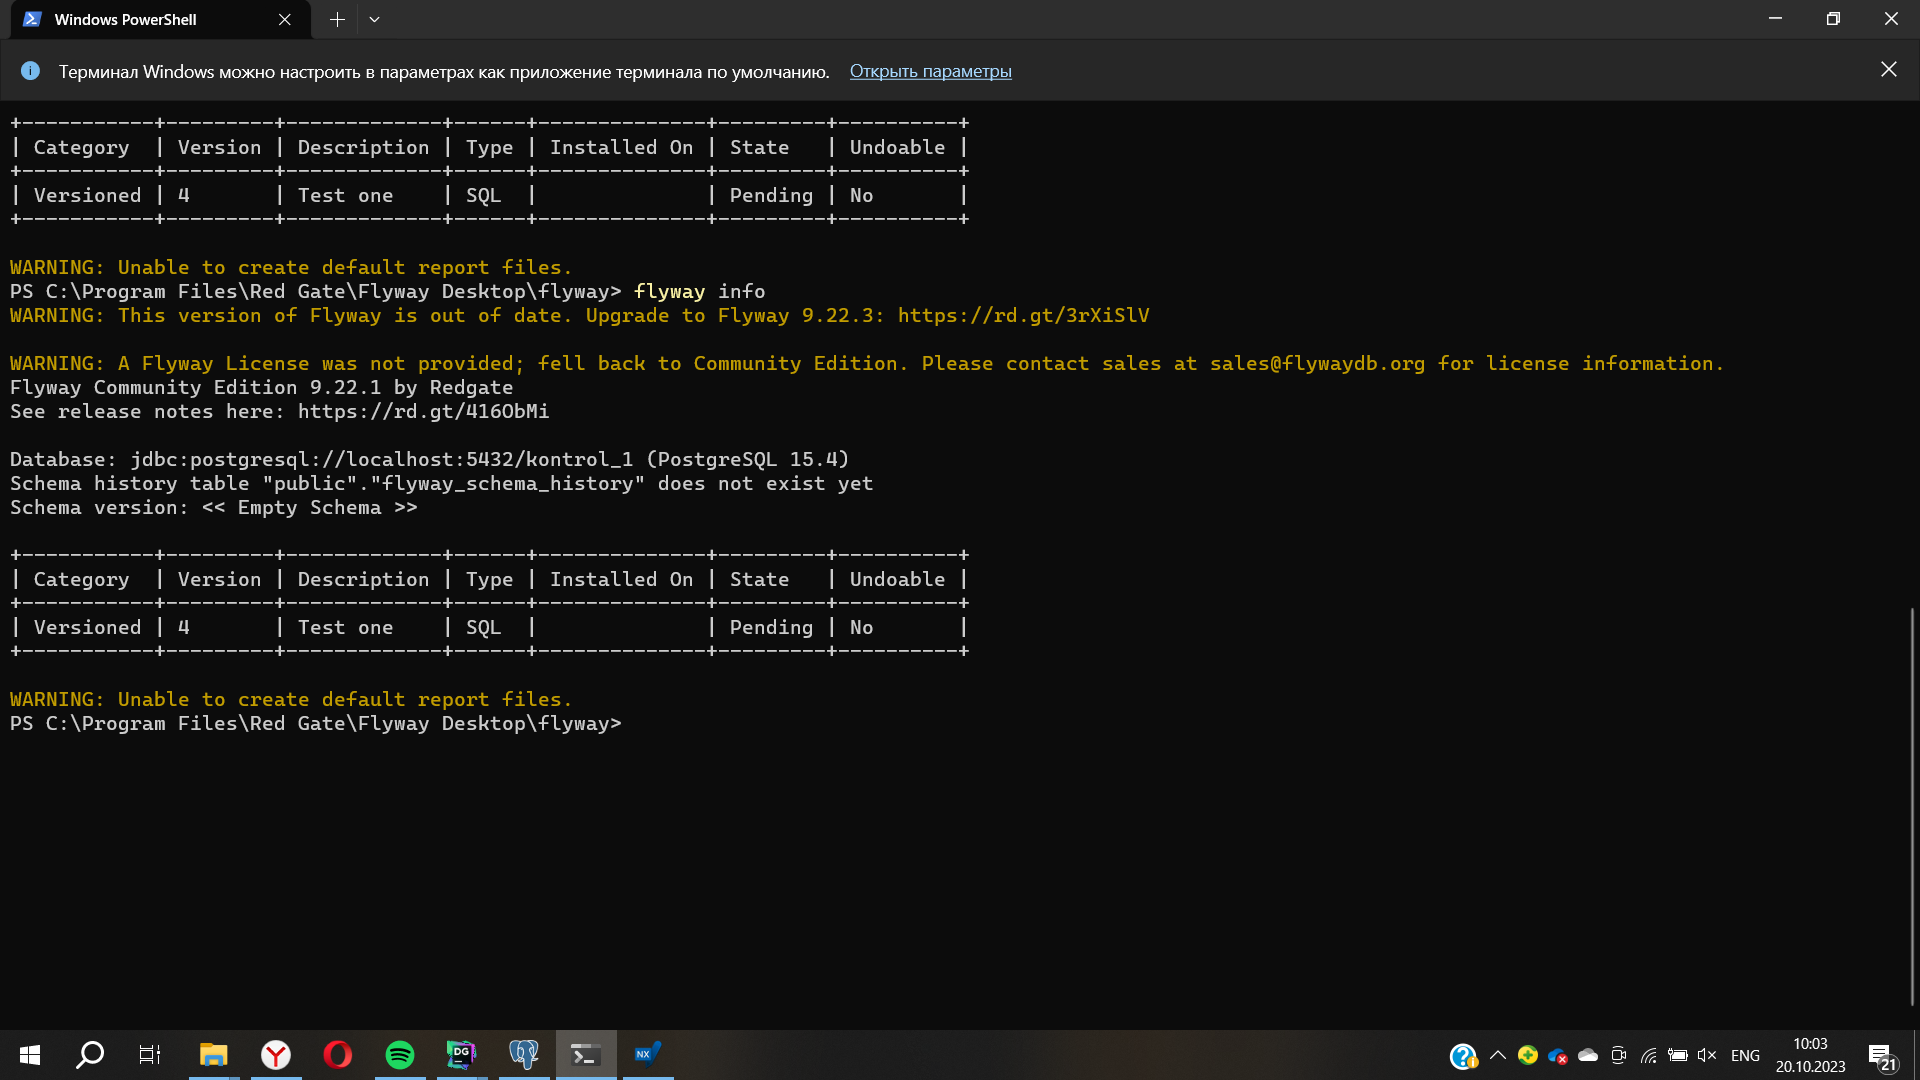 Windows PowerShell
Терминал Windows можно настроить в параметрах как приложение терминала по умолчанию. Открыть параметры
+-----------+---------+-------------+------+--------------+---------+----------+
| Category  | Version | Description | Type | Installed On | State   | Undoable |
+-----------+---------+-------------+------+--------------+---------+----------+
| Versioned | 4       | Test one    | SQL  |              | Pending | No       |
+-----------+---------+-------------+------+--------------+---------+----------+
WARNING: Unable to create default report files.
PS C:\Program Files\Red Gate\Flyway Desktop\flyway> flyway info
WARNING: This version of Flyway is out of date. Upgrade to Flyway 9.22.3: https://rd.gt/3rXiSlV
WARNING: A Flyway License was not provided; fell back to Community Edition. Please contact sales at sales@flywaydb.org for license information.
Flyway Community Edition 9.22.1 by Redgate
See release notes here: https://rd.gt/416ObMi
Database: jdbc:postgresql://localhost:5432/kontrol_1 (PostgreSQL 15.4)
Schema history table "public"."flyway_schema_history" does not exist yet
Schema version: << Empty Schema >>
+-----------+---------+-------------+------+--------------+---------+----------+
| Category  | Version | Description | Type | Installed On | State   | Undoable |
+-----------+---------+-------------+------+--------------+---------+----------+
| Versioned | 4       | Test one    | SQL  |              | Pending | No       |
+-----------+---------+-------------+------+--------------+---------+----------+
WARNING: Unable to create default report files.
PS C:\Program Files\Red Gate\Flyway Desktop\flyway>
DG
NX
ENG
10:03
20.10.2023
21